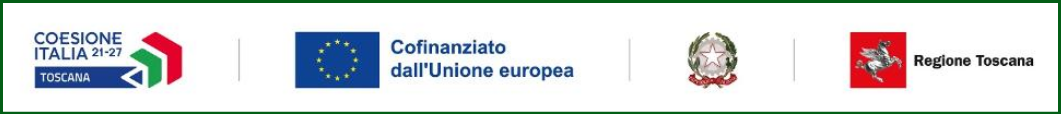 COESIONE
ITALIA 21-27
TOSCANA
Cofinanziato
dall'Unione europea
Regione Toscana